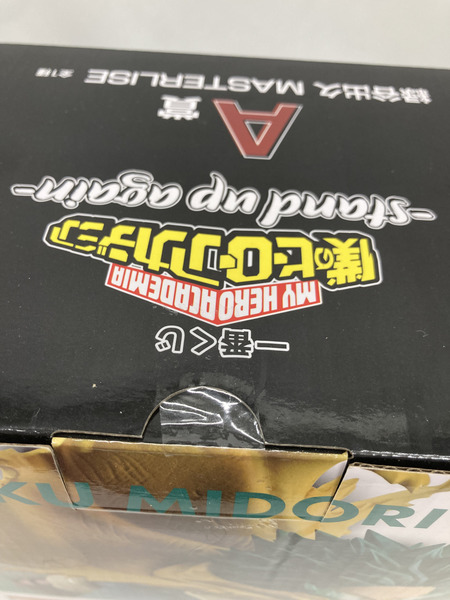 一番くじ
MY HERO ACADEMIA
僕のヒーローアカデミア
-stand up again-
A賞
緑谷出久 MASTERLISE 全1種
KU MIDORI